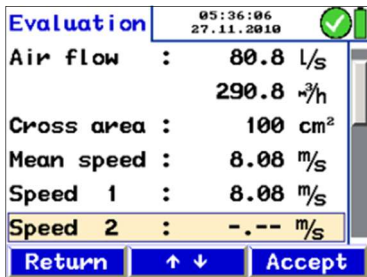 Evaluation 05:36:06
27.11.2010
Air flow : 80.8 l/s
290.8 m³/h
Cross area : 100 cm²
Mean speed : 8.08 m/s
Speed 1 : 8.08 m/s
Speed 2 : -.-- m/s
Return ↑ ↓ Accept